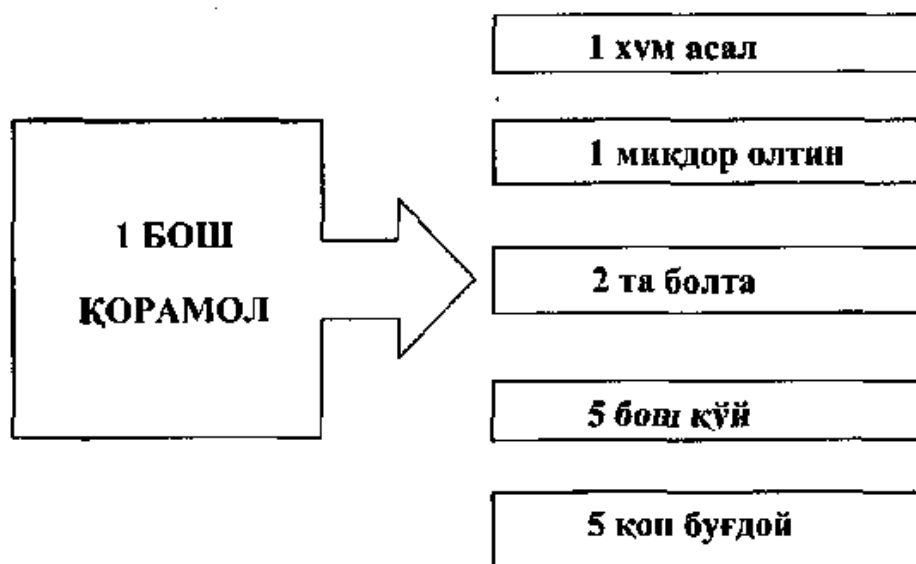 1 БОШ
ҚОРАМОЛ
1 хум асал
1 миқдор олтин
2 та болта
5 бош қўй
5 қоп буғдой